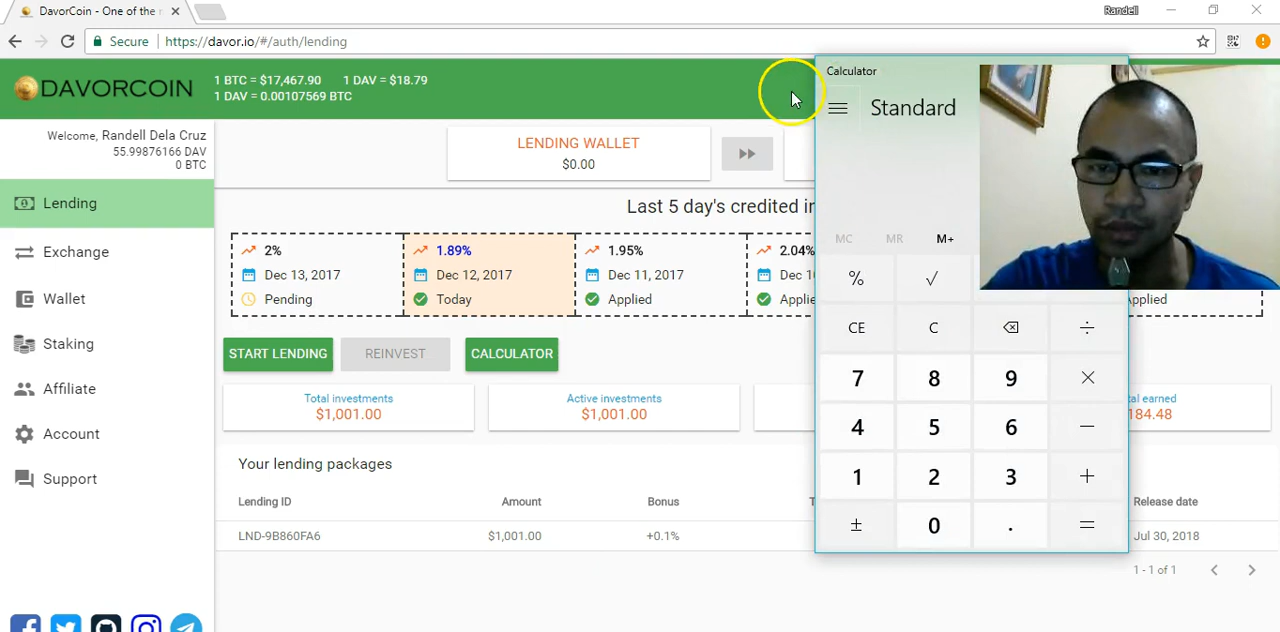 DavorCoin - One of the
Randell
Secure
https://davor.io/#/auth/lending
DAVORCOIN
1 BTC = $17,467.90 1 DAV = $18.79
1 DAV = 0.00107569 BTC
Welcome, Randell Dela Cruz
55.99876166 DAV
0 BTC
Lending
Exchange
Wallet
Staking
Affiliate
Account
Support
LENDING WALLET
$0.00
Last 5 day's credited in
2%
Dec 13, 2017
Pending
1.89%
Dec 12, 2017
Today
1.95%
Dec 11, 2017
Applied
2.04%
Dec 10
Applie
Applied
START LENDING
REINVEST
CALCULATOR
Total investments
$1,001.00
Active investments
$1,001.00
tal earned
184.48
Your lending packages
Lending ID Amount Bonus T Release date
LND-9B860FA6 $1,001.00 +0.1% Jul 30, 2018
1 - 1 of 1
Calculator
Standard
MC MR M+
% √
CE C ÷
7 8 9 ×
4 5 6 −
1 2 3 +
± 0 . =